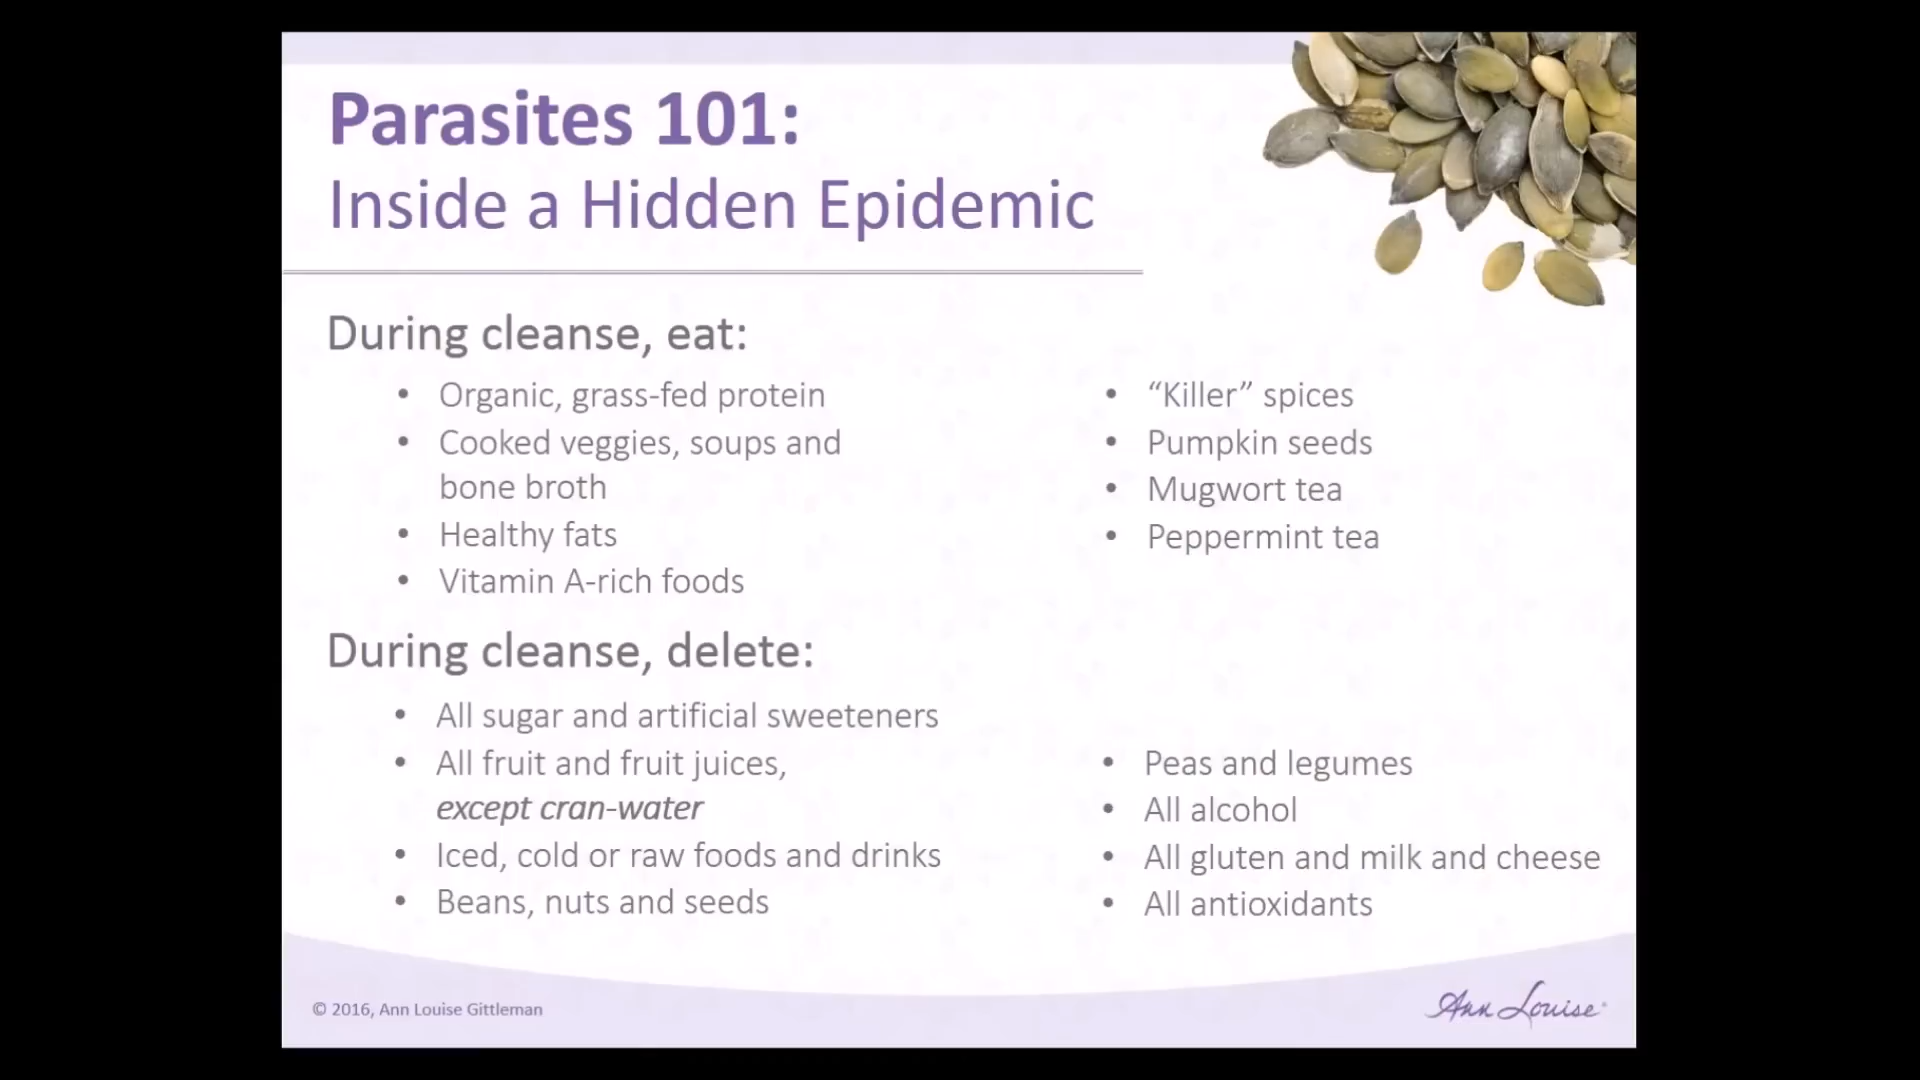 Parasites 101:
Inside a Hidden Epidemic
During cleanse, eat:
• Organic, grass-fed protein
• Cooked veggies, soups and
bone broth
• Healthy fats
• Vitamin A-rich foods
• “Killer” spices
• Pumpkin seeds
• Mugwort tea
• Peppermint tea
During cleanse, delete:
• All sugar and artificial sweeteners
• All fruit and fruit juices,
except cran-water
• Iced, cold or raw foods and drinks
• Beans, nuts and seeds
• Peas and legumes
• All alcohol
• All gluten and milk and cheese
• All antioxidants
© 2016, Ann Louise Gittleman
Ann Louise